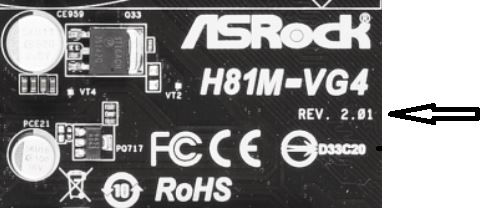 CE959 Q33
ASRock
H81M-VG4
VT4 VT2
REV. 2.01
PCE21
PQ717
FC CE D33C20
10 RoHS